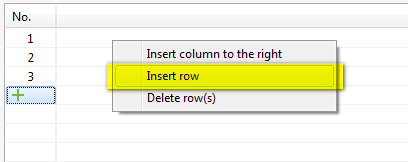 No.
1
2
3
Insert column to the right
Insert row
Delete row(s)